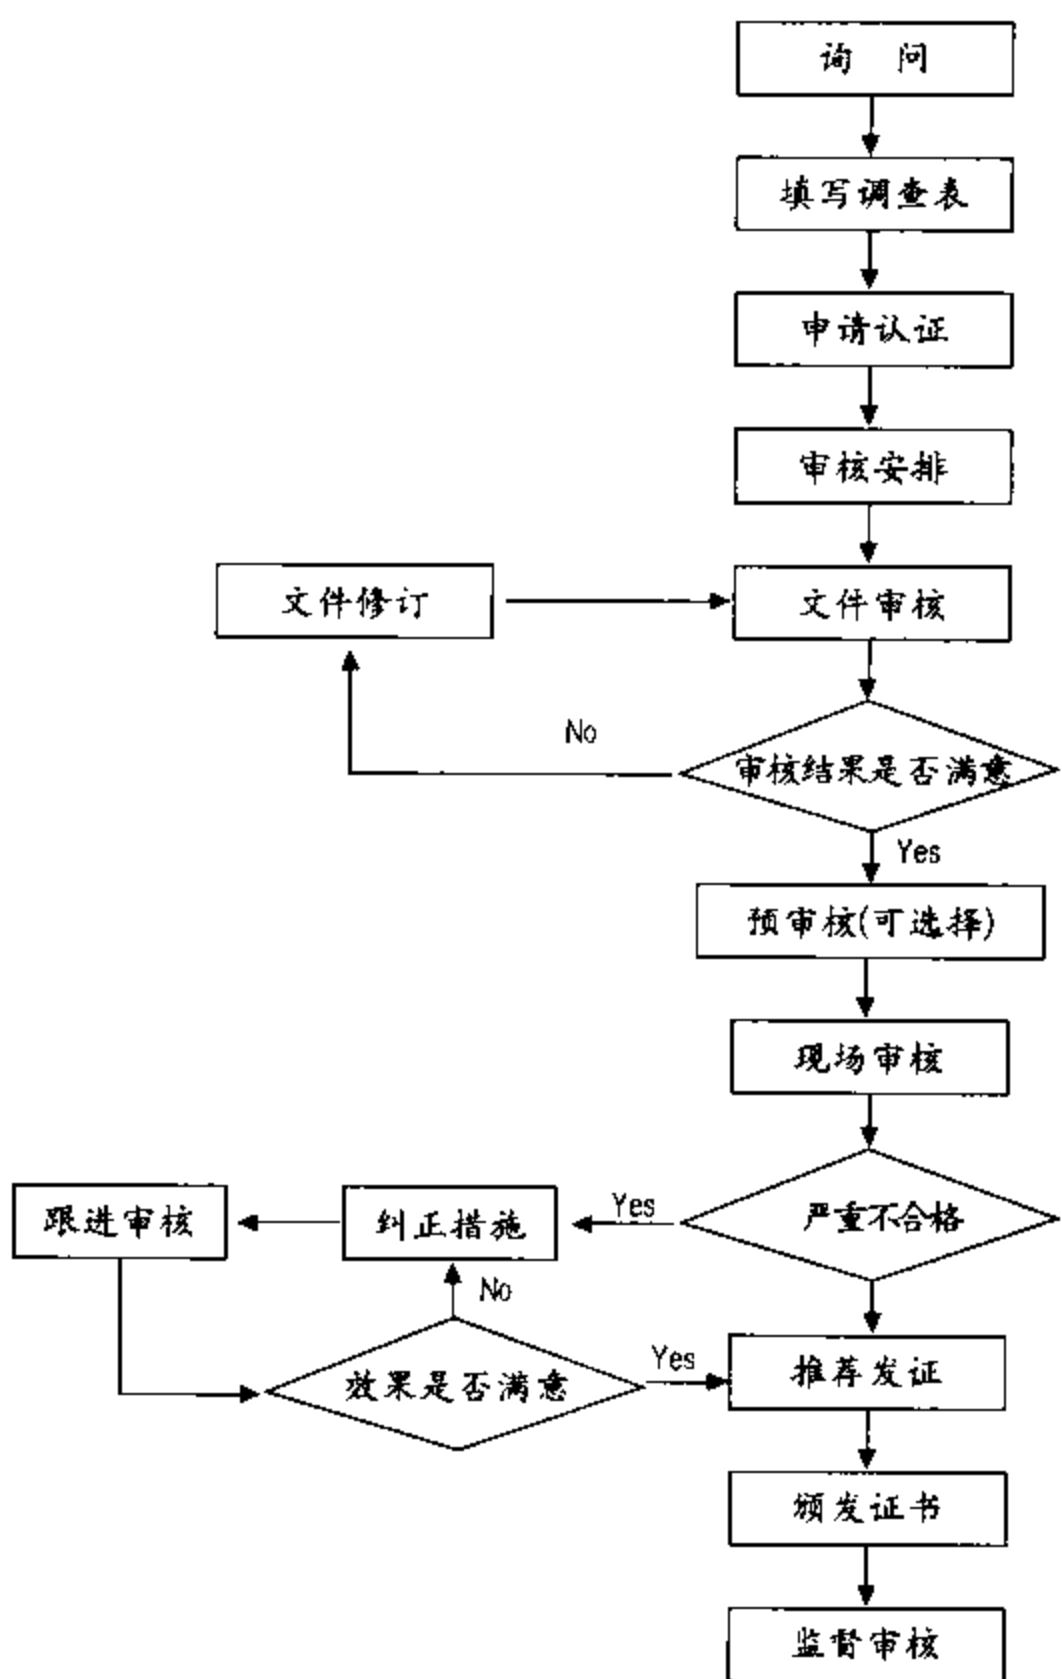 询 问
填写调查表
申请认证
审核安排
文件修订
文件审核
No
审核结果是否满意
Yes
预审核(可选择)
现场审核
跟进审核
纠正措施
Yes
严重不合格
No
效果是否满意
Yes
推荐发证
颁发证书
监督审核